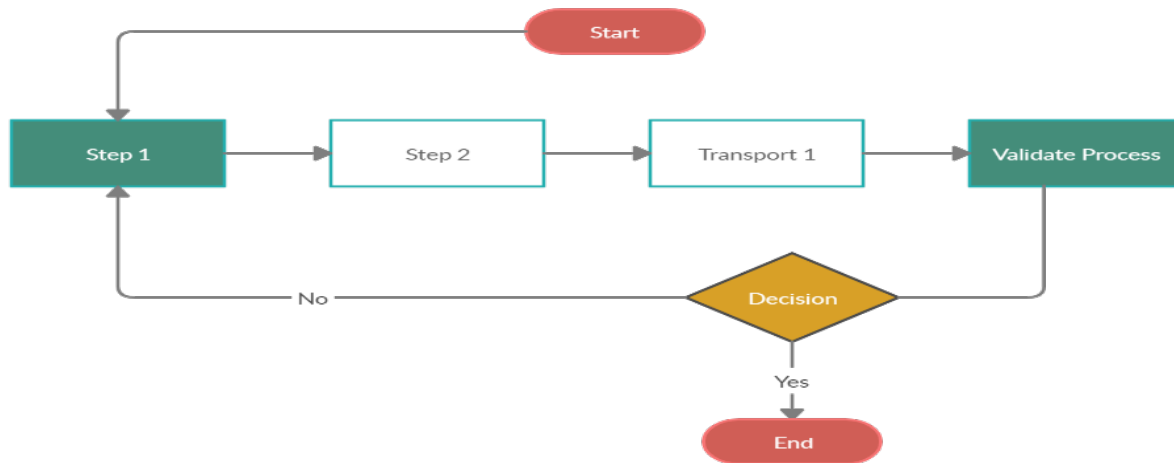 Start
Step 1
Step 2
Transport 1
Validate Process
No
Decision
Yes
End